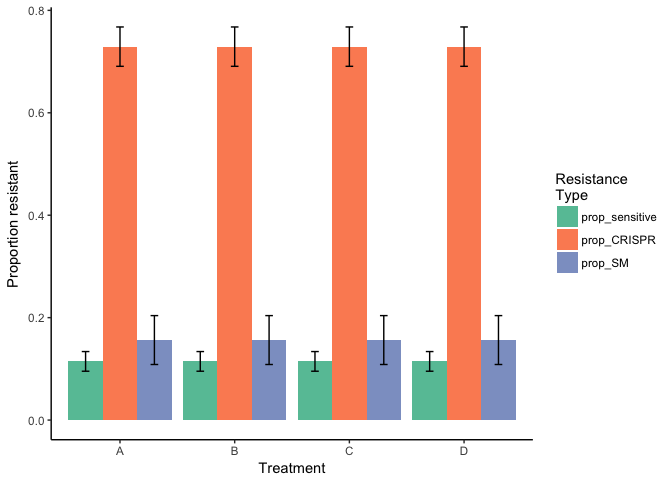 0.8
0.6
0.4
0.2
0.0
Proportion resistant
A B C D
Treatment
Resistance
Type
prop_sensitive
prop_CRISPR
prop_SM